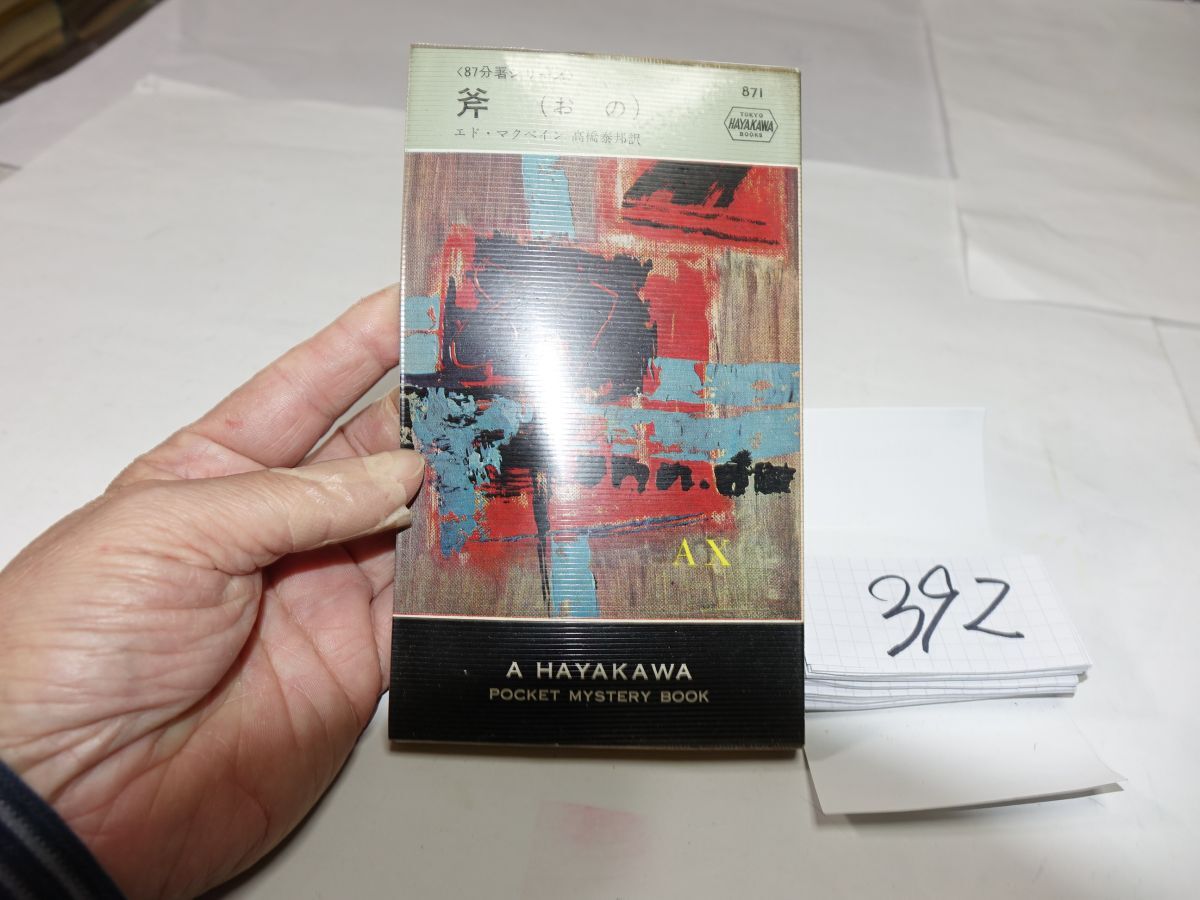 〈87分署シリーズ〉
871
斧 (おの)
エド・マクベイン 高橋泰邦訳
TOKYO
HAYAKAWA
BOOKS
AX
A HAYAKAWA
POCKET MYSTERY BOOK
392